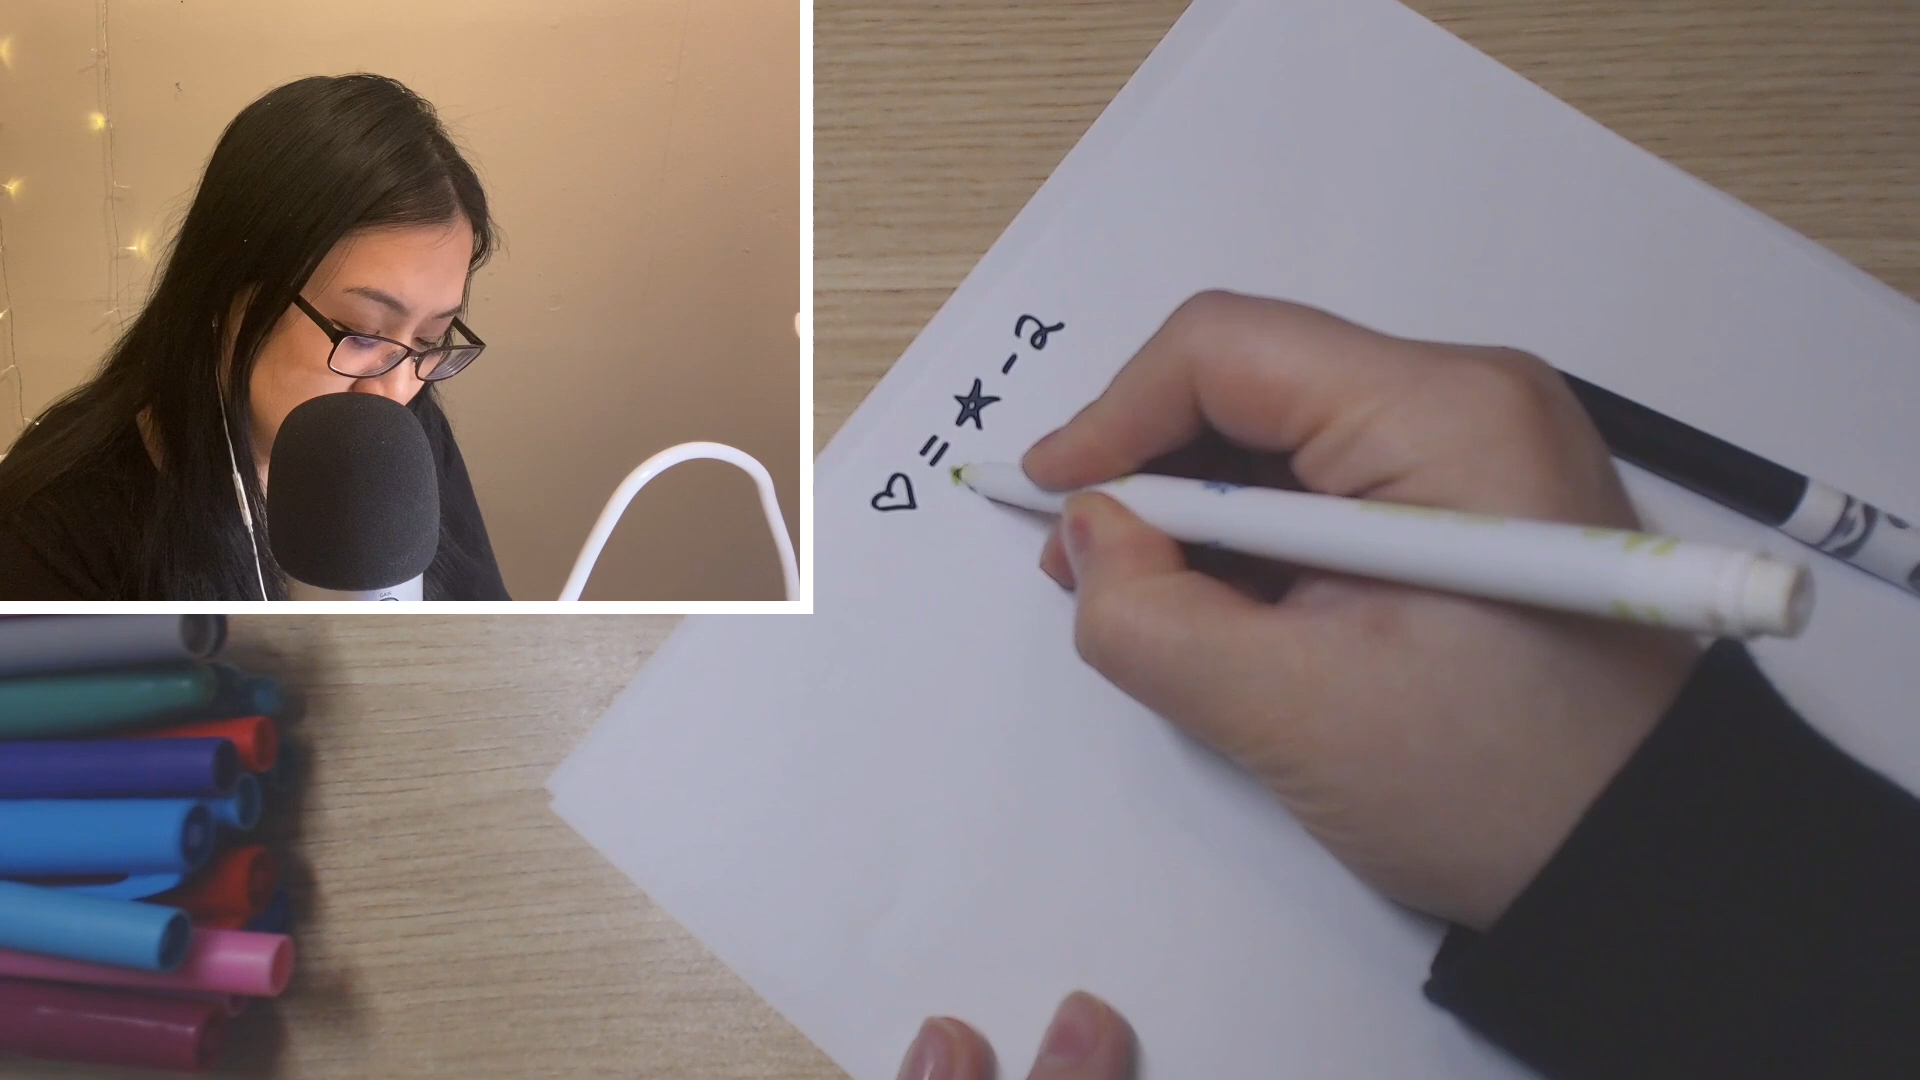 ♡ = ☆ - 2